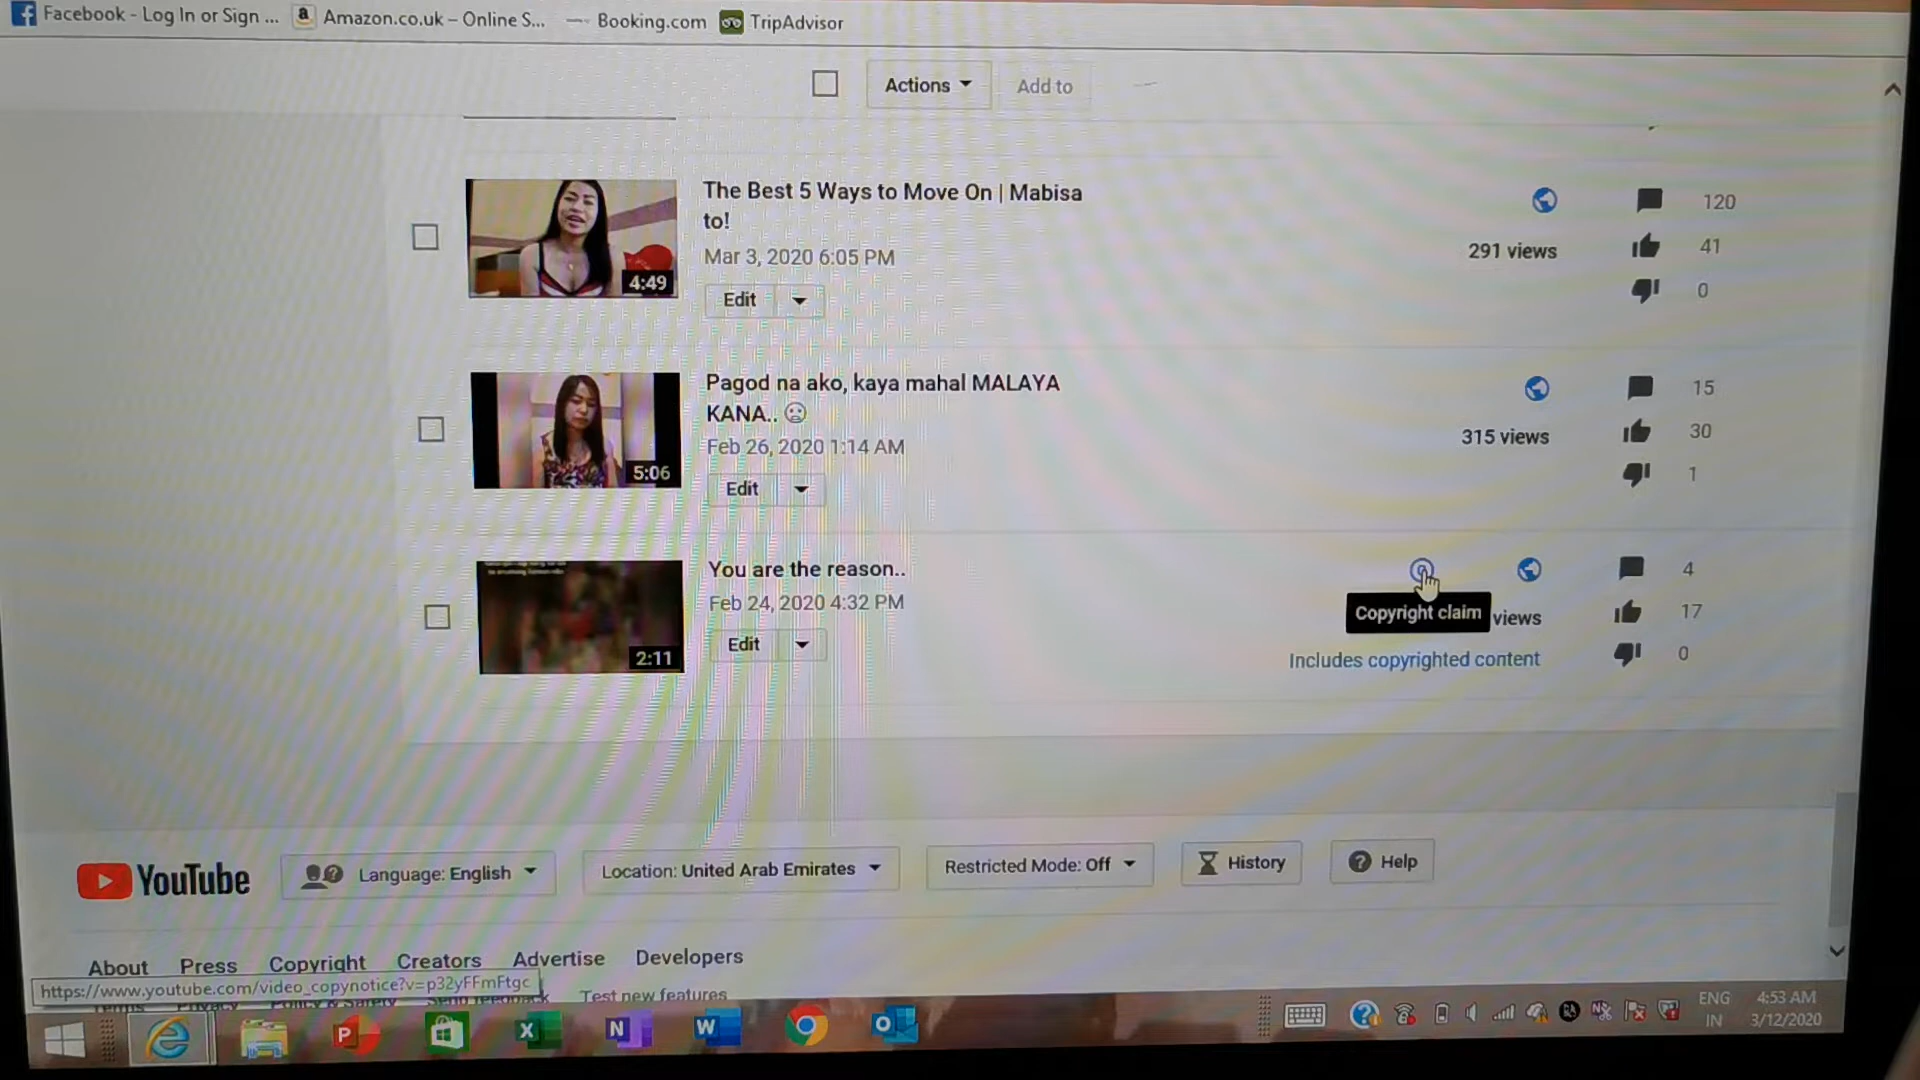 Facebook - Log In or Sign ...
Amazon.co.uk – Online S...
Booking.com
TripAdvisor
Actions
Add to
The Best 5 Ways to Move On | Mabisa
to!
Mar 3, 2020 6:05 PM
Edit
4:49
291 views
120
41
0
Pagod na ako, kaya mahal MALAYA
KANA.. ☹
Feb 26, 2020 1:14 AM
Edit
5:06
315 views
15
30
1
You are the reason..
Feb 24, 2020 4:32 PM
Edit
2:11
Copyright claim
views
Includes copyrighted content
4
17
0
YouTube
Language: English
Location: United Arab Emirates
Restricted Mode: Off
History
Help
About Press Copyright Creators Advertise Developers
https://www.youtube.com/video_copynotice?v=p32yFFmFtgc
Terms Privacy Policy & Safety Send feedback Test new features
ENG
IN
4:53 AM
3/12/2020